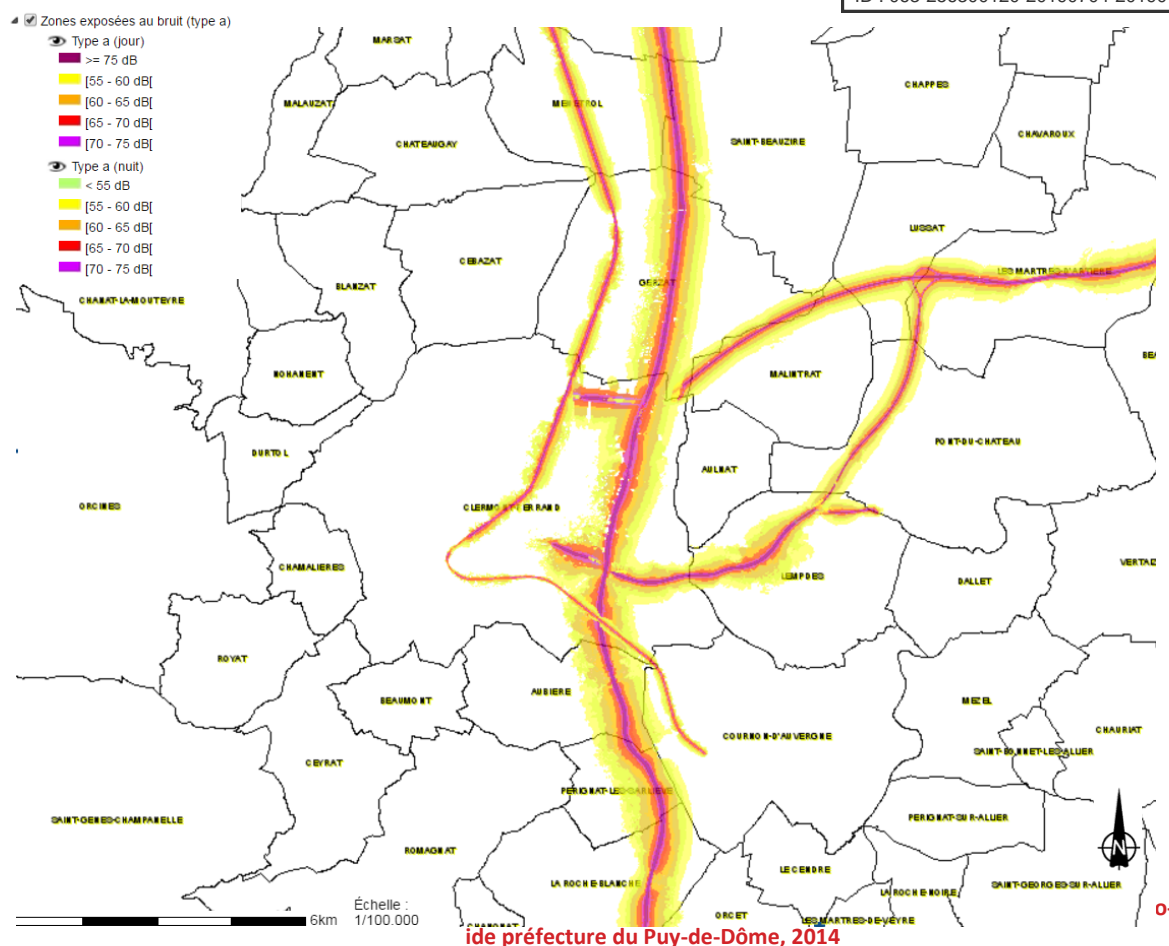 Zones exposées au bruit (type a)
Type a (jour)
>= 75 dB
[55 - 60 dB[
[60 - 65 dB[
[65 - 70 dB[
[70 - 75 dB[
Type a (nuit)
< 55 dB
[55 - 60 dB[
[60 - 65 dB[
[65 - 70 dB[
[70 - 75 dB[
MARSAT
MALAUZAT
CHATEAUGAY
MENETROL
SAINT-BEAUZIRE
CHAPPES
CHAVAROUX
LUSSAT
LES MARTRES-D'ARTIERE
CEBAZAT
GERZAT
BLANZAT
CHANAT-LA-MOUTEYRE
NOHANENT
MALINTRAT
BEA
DURTOL
AULNAT
PONT-DU-CHATEAU
ORCINES
CLERMONT-FERRAND
CHAMALIERES
LEMPDES
DALLET
VERTAIZ
ROYAT
BEAUMONT
AUBIERE
MEZEL
COURNON-D'AUVERGNE
CHAURIAT
SAINT-BONNET-LES-ALLIER
CEYRAT
PERIGNAT-LES-SARLIEVE
SAINT-GENES-CHAMPANELLE
PERIGNAT-SUR-ALLIER
N
ROMAGNAT
LE CENDRE
LA ROCHE-BLANCHE
LA ROCHE-NOIRE
SAINT-GEORGES-SUR-ALLIER
Échelle :
6km
1/100.000
ORCET
LES MARTRES-DE-VEYRE
ide préfecture du Puy-de-Dôme, 2014